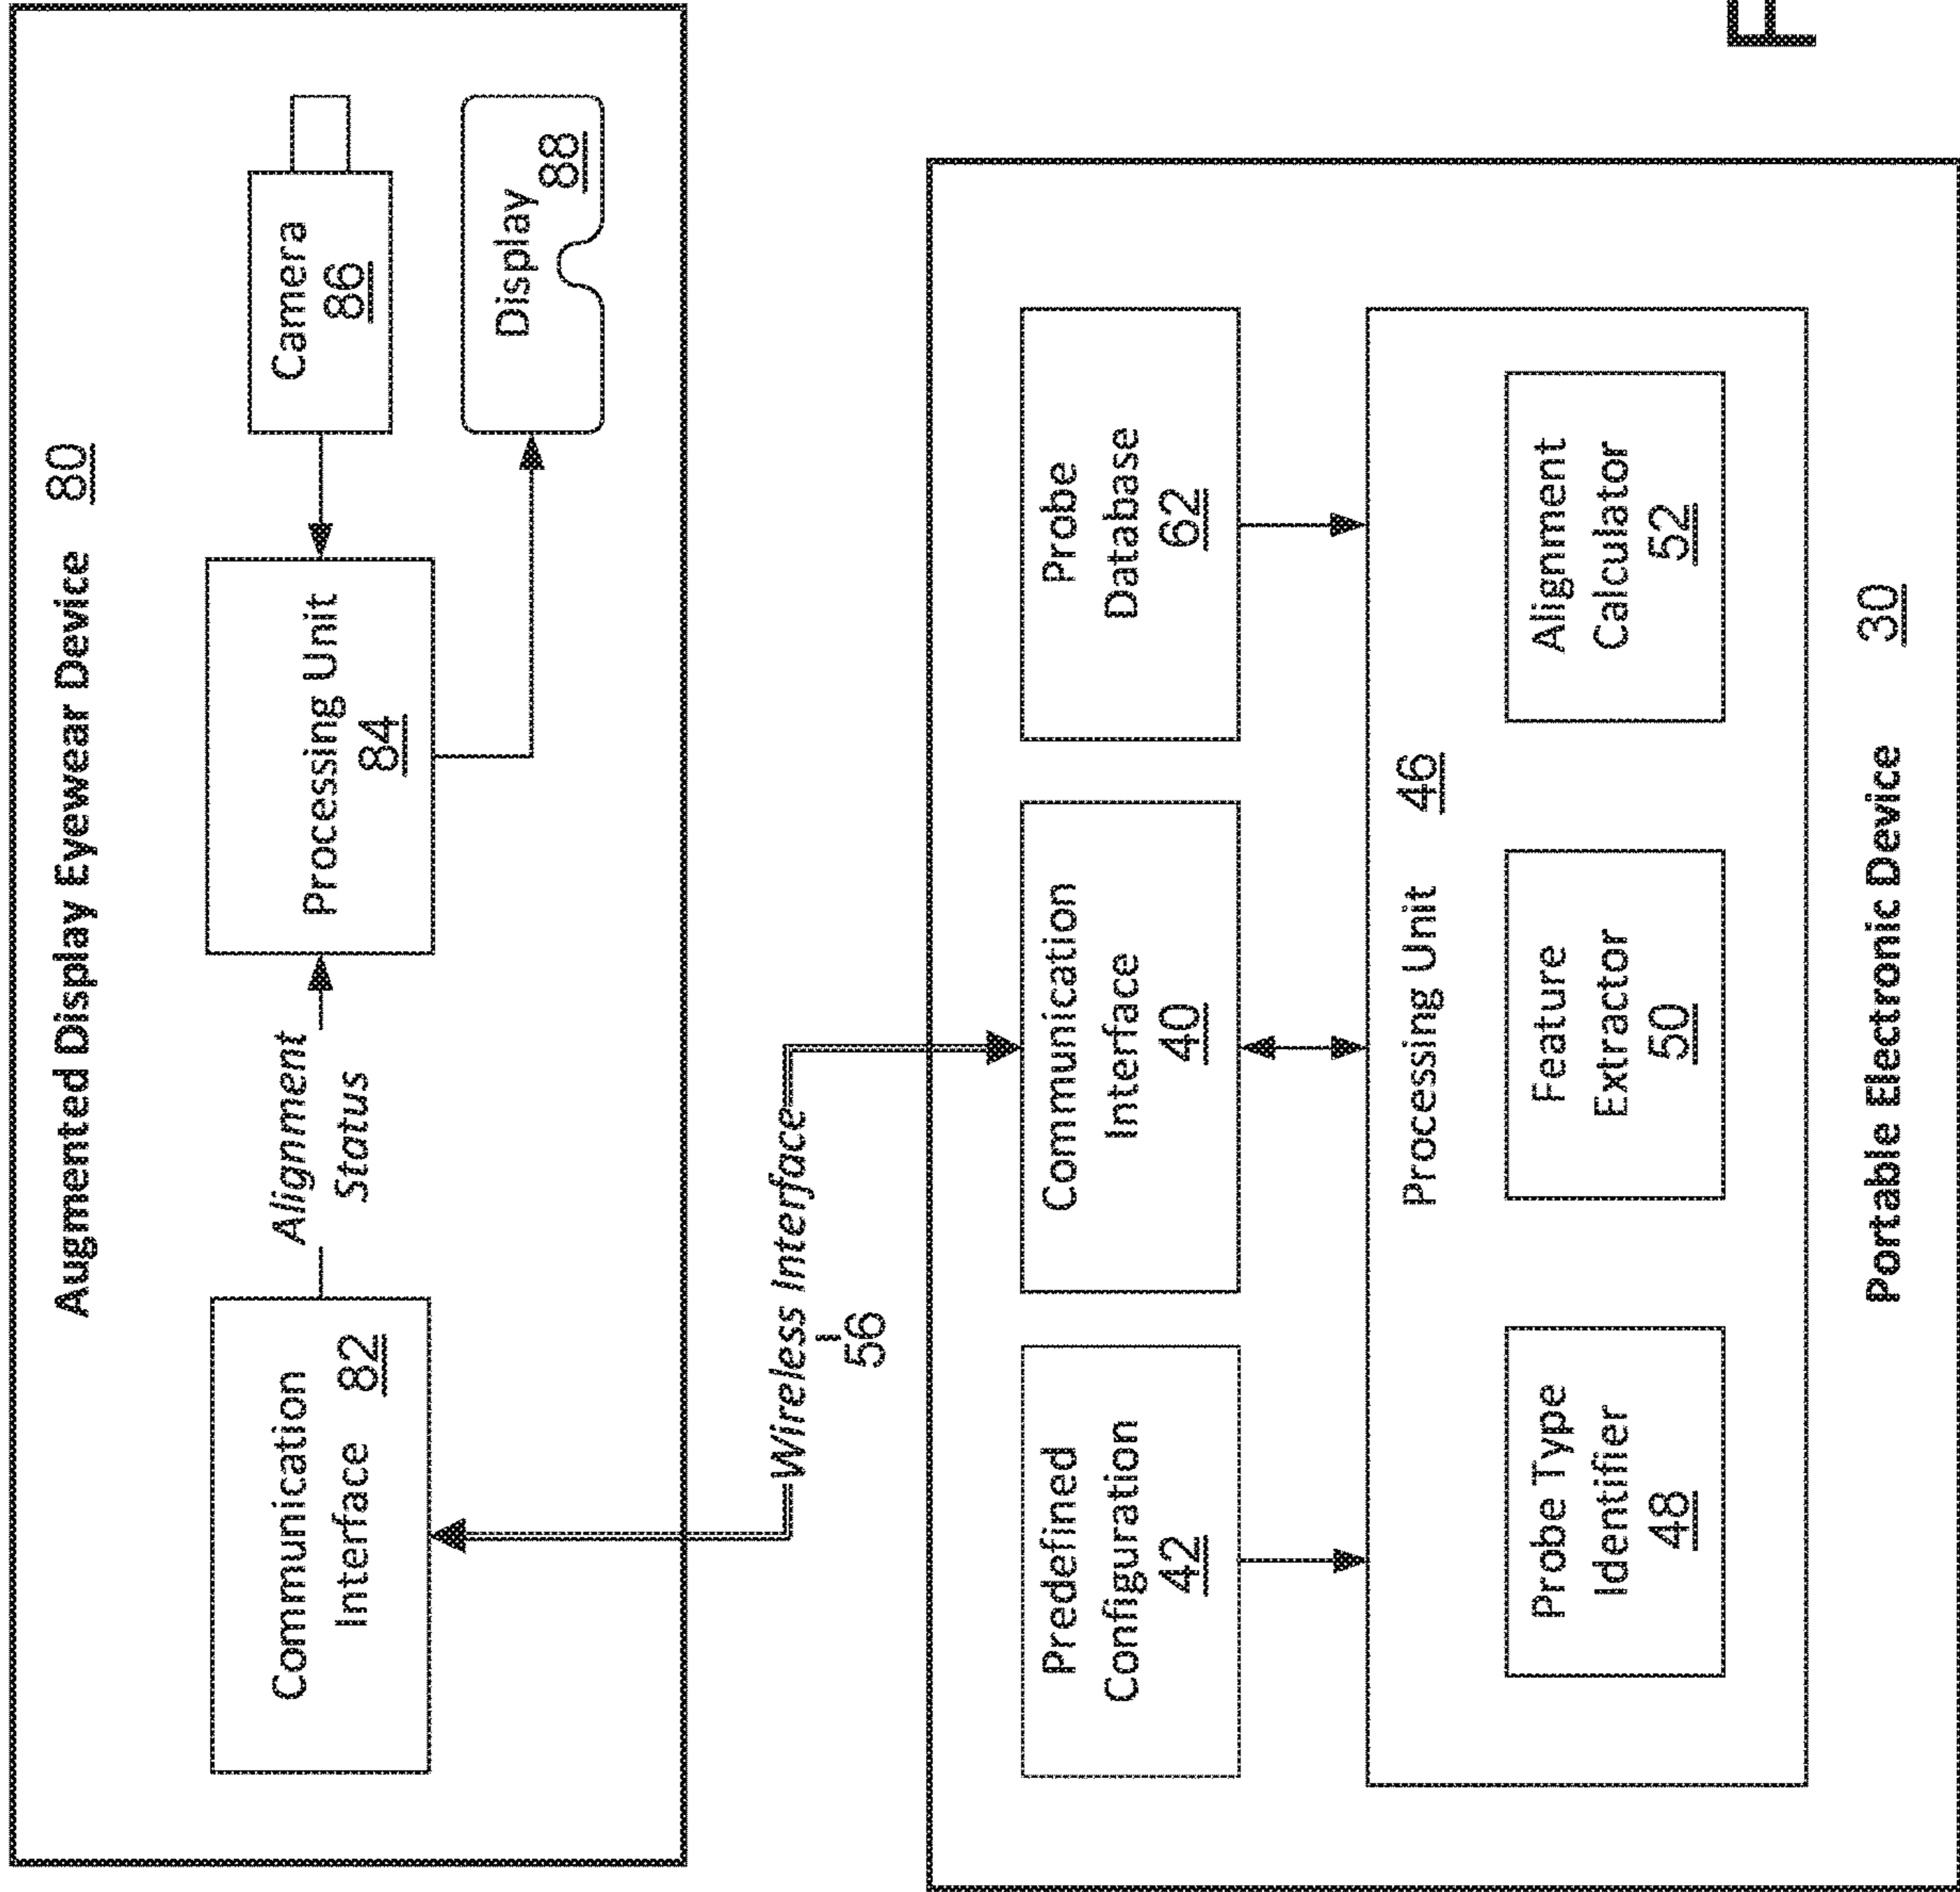 Augmented Display Eyewear Device 80
Communication
Interface 82
Alignment
Status
Processing Unit
84
Camera
86
Display
88
Wireless Interface
56
Predefined
Configuration
42
Communication
Interface
40
Probe
Database
62
Processing Unit 46
Probe Type
Identifier
48
Feature
Extractor
50
Alignment
Calculator
52
Portable Electronic Device 30